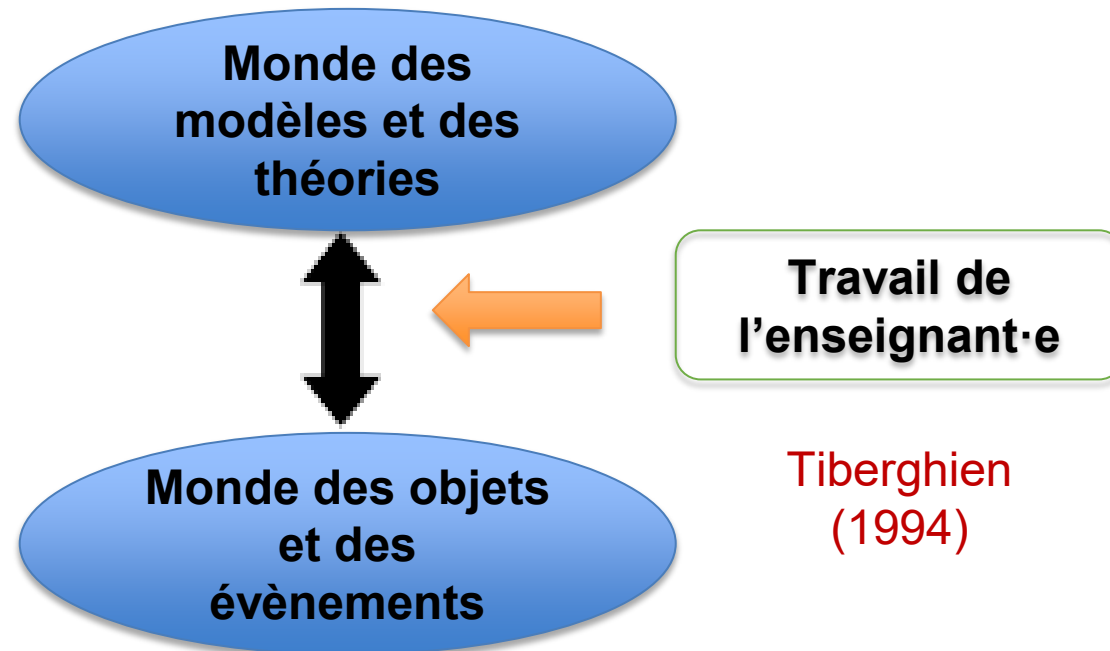 Monde des
modèles et des
théories
Travail de
l’enseignant·e
Tiberghien
(1994)
Monde des objets
et des
évènements